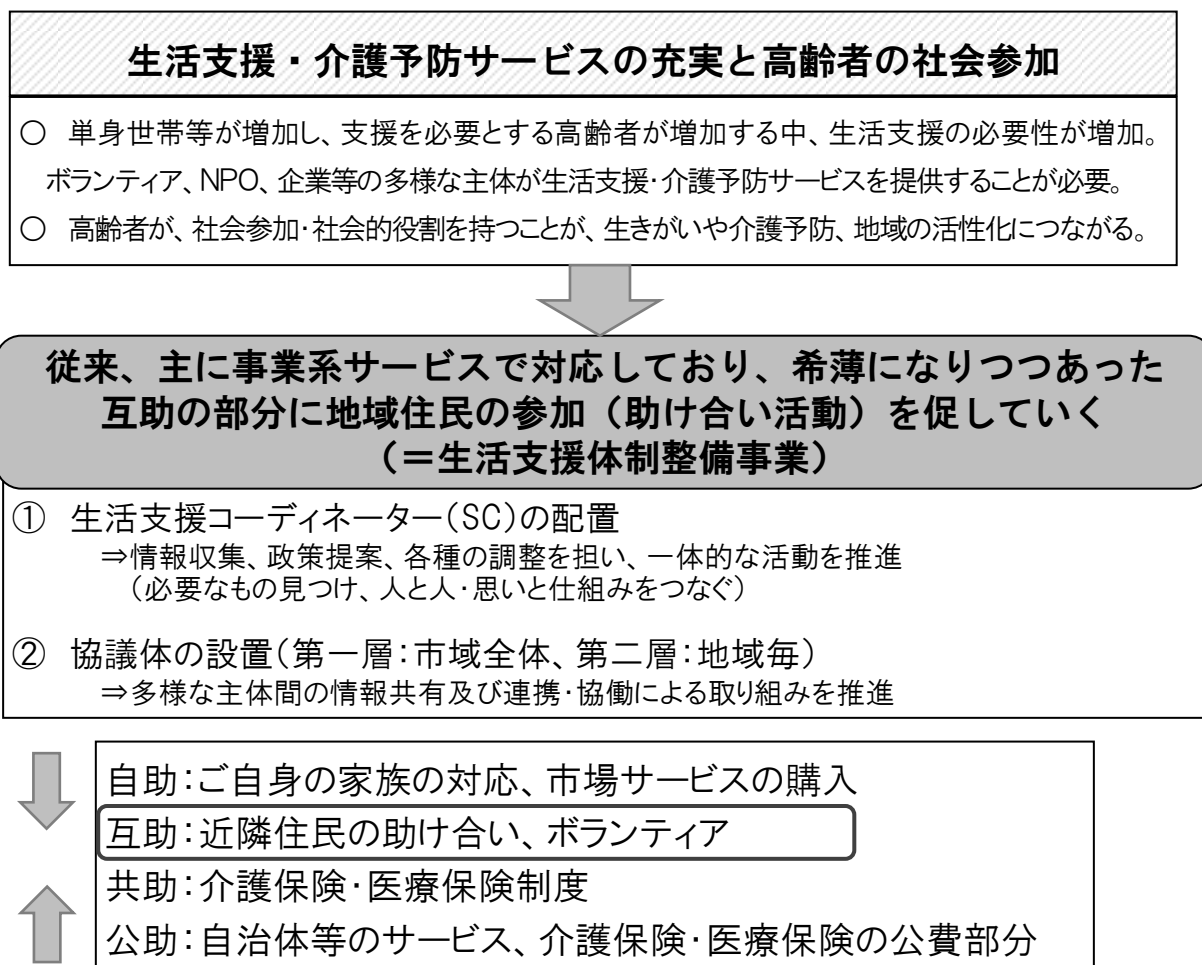 生活支援・介護予防サービスの充実と高齢者の社会参加
○　単身世帯等が増加し、支援を必要とする高齢者が増加する中、生活支援の必要性が増加。
ボランティア、NPO、企業等の多様な主体が生活支援・介護予防サービスを提供することが必要。
○　高齢者が、社会参加・社会的役割を持つことが、生きがいや介護予防、地域の活性化につながる。
従来、主に事業系サービスで対応しており、希薄になりつつあった
互助の部分に地域住民の参加（助け合い活動）を促していく
（＝生活支援体制整備事業）
①　生活支援コーディネーター（SC）の配置
⇒情報収集、政策提案、各種の調整を担い、一体的な活動を推進
（必要なもの見つけ、人と人・思いと仕組みをつなぐ）
②　協議体の設置（第一層：市域全体、第二層：地域毎）
⇒多様な主体間の情報共有及び連携・協働による取り組みを推進
自助：ご自身の家族の対応、市場サービスの購入
互助：近隣住民の助け合い、ボランティア
共助：介護保険・医療保険制度
公助：自治体等のサービス、介護保険・医療保険の公費部分